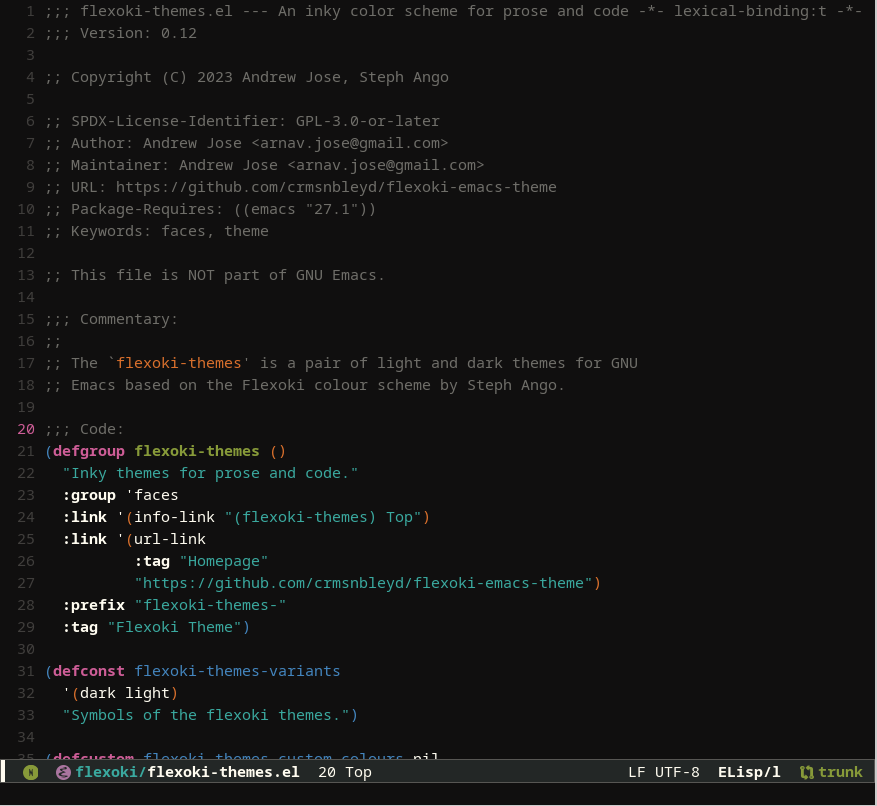 1 ;;; flexoki-themes.el --- An inky color scheme for prose and code -*- lexical-binding:t -*-
2 ;;; Version: 0.12
3
4 ;; Copyright (C) 2023 Andrew Jose, Steph Ango
5
6 ;; SPDX-License-Identifier: GPL-3.0-or-later
7 ;; Author: Andrew Jose <arnav.jose@gmail.com>
8 ;; Maintainer: Andrew Jose <arnav.jose@gmail.com>
9 ;; URL: https://github.com/crmsnbleyd/flexoki-emacs-theme
10 ;; Package-Requires: ((emacs "27.1"))
11 ;; Keywords: faces, theme
12
13 ;; This file is NOT part of GNU Emacs.
14
15 ;;; Commentary:
16 ;;
17 ;; The `flexoki-themes' is a pair of light and dark themes for GNU
18 ;; Emacs based on the Flexoki colour scheme by Steph Ango.
19
20 ;;; Code:
21 (defgroup flexoki-themes ()
22   "Inky themes for prose and code."
23   :group 'faces
24   :link '(info-link "(flexoki-themes) Top")
25   :link '(url-link
26           :tag "Homepage"
27           "https://github.com/crmsnbleyd/flexoki-emacs-theme")
28   :prefix "flexoki-themes-"
29   :tag "Flexoki Theme")
30
31 (defconst flexoki-themes-variants
32   '(dark light)
33   "Symbols of the flexoki themes.")
34
35 (defcustom flexoki-themes-custom-colours nil
N flexoki/flexoki-themes.el 20 Top LF UTF-8 ELisp/l trunk